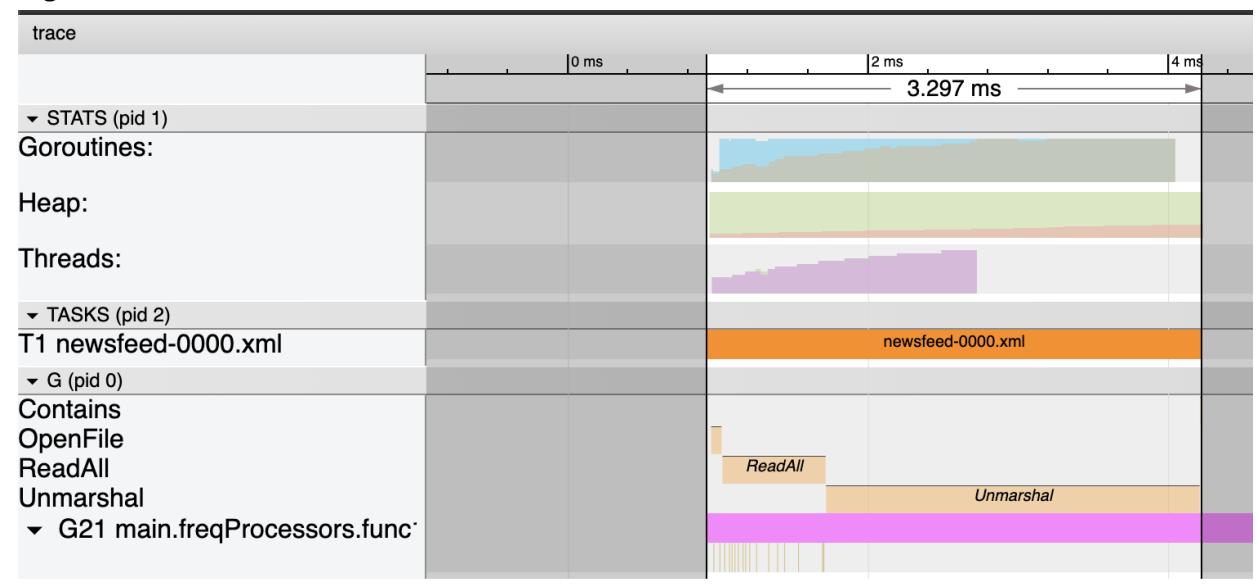 trace
0 ms
2 ms
4 ms
3.297 ms
STATS (pid 1)
Goroutines:
Heap:
Threads:
TASKS (pid 2)
T1 newsfeed-0000.xml
newsfeed-0000.xml
G (pid 0)
Contains
OpenFile
ReadAll
ReadAll
Unmarshal
Unmarshal
G21 main.freqProcessors.func